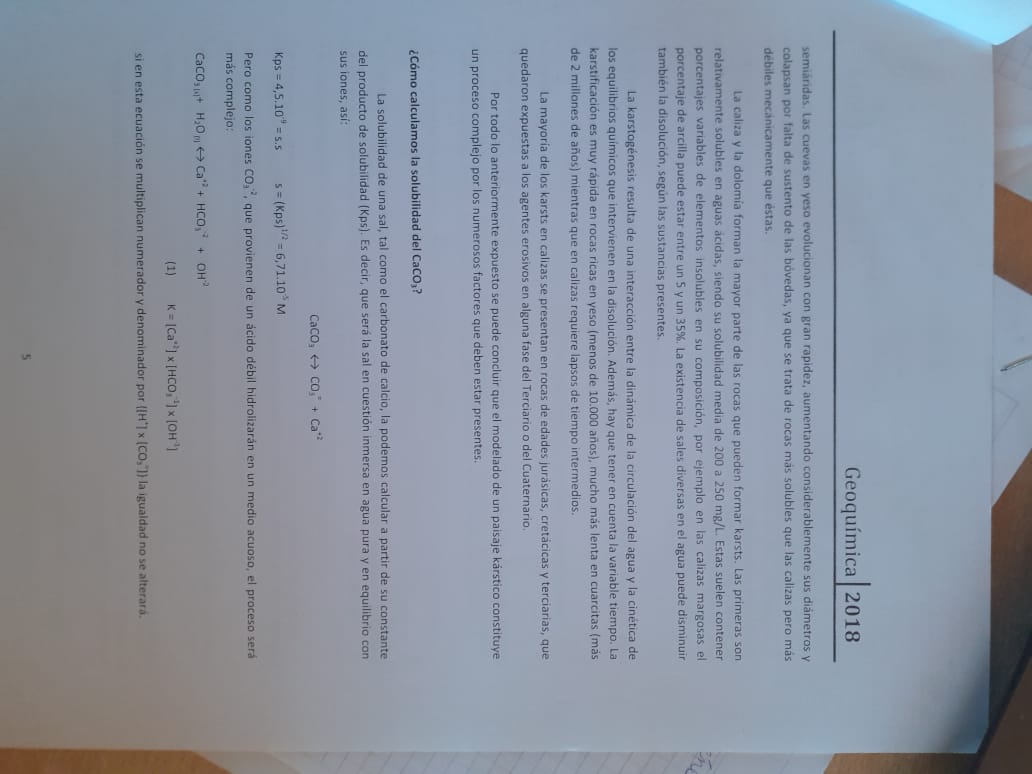 Geoquímica 2018
semiáridas. Las cuevas en yeso evolucionan con gran rapidez, aumentando considerablemente sus diámetros y
colapsan por falta de sustento de las bóvedas, ya que se trata de rocas más solubles que las calizas pero más
débiles mecánicamente que éstas.
La caliza y la dolomía forman la mayor parte de las rocas que pueden formar karsts. Las primeras son
relativamente solubles en aguas ácidas, siendo su solubilidad media de 200 a 250 mg/L. Estas suelen contener
porcentajes variables de elementos insolubles en su composición, por ejemplo en las calizas margosas el
porcentaje de arcilla puede estar entre un 5 y un 35%. La existencia de sales diversas en el agua puede disminuir
también la disolución, según las sustancias presentes.
La karstogénesis resulta de una interacción entre la dinámica de la circulación del agua y la cinética de
los equilibrios químicos que intervienen en la disolución. Además, hay que tener en cuenta la variable tiempo. La
karstificación es muy rápida en rocas ricas en yeso (menos de 10.000 años), mucho más lenta en cuarcitas (más
de 2 millones de años) mientras que en calizas requiere lapsos de tiempo intermedios.
La mayoría de los karsts en calizas se presentan en rocas de edades jurásicas, cretácicas y terciarias, que
quedaron expuestas a los agentes erosivos en alguna fase del Terciario o del Cuaternario.
Por todo lo anteriormente expuesto se puede concluir que el modelado de un paisaje kárstico constituye
un proceso complejo por los numerosos factores que deben estar presentes.
¿Cómo calculamos la solubilidad del CaCO₃?
La solubilidad de una sal, tal como el carbonato de calcio, la podemos calcular a partir de su constante
del producto de solubilidad (Kps). Es decir, que será la sal en cuestión inmersa en agua pura y en equilibrio con
sus iones, así:
CaCO₃ ↔ CO₃⁼ + Ca⁺²
Kps = 4,5.10⁻⁹ = s.s s = (Kps)¹ᐟ² = 6,71.10⁻⁵ M
Pero como los iones CO₃⁻², que provienen de un ácido débil hidrolizarán en un medio acuoso, el proceso será
más complejo:
CaCO₃₍ₛ₎ + H₂O₍ₗ₎ ↔ Ca⁺² + HCO₃⁻² + OH⁻²
(1) K = [Ca⁺²] x [HCO₃⁻¹] x [OH⁻¹]
si en esta ecuación se multiplican numerador y denominador por {[H⁺] x [CO₃⁼]} la igualdad no se alterará.
5